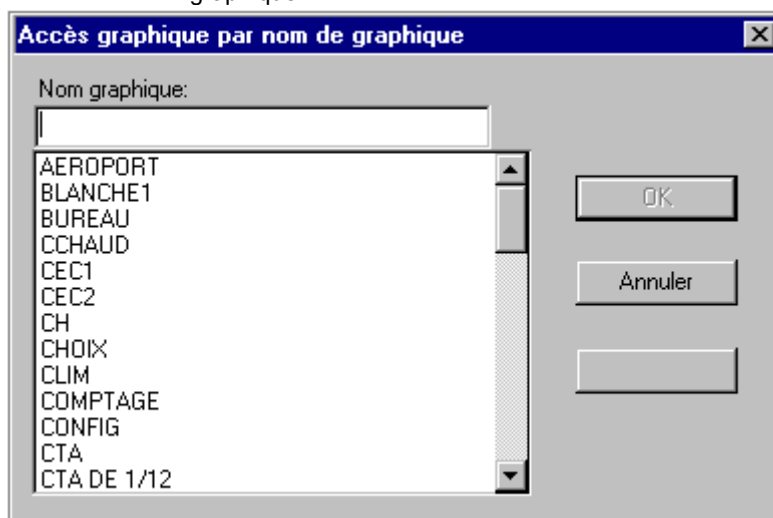 Accès graphique par nom de graphique
Nom graphique:
AEROPORT
BLANCHE1
BUREAU
CCHAUD
CEC1
CEC2
CH
CHOIX
CLIM
COMPTAGE
CONFIG
CTA
CTA DE 1/12
OK
Annuler